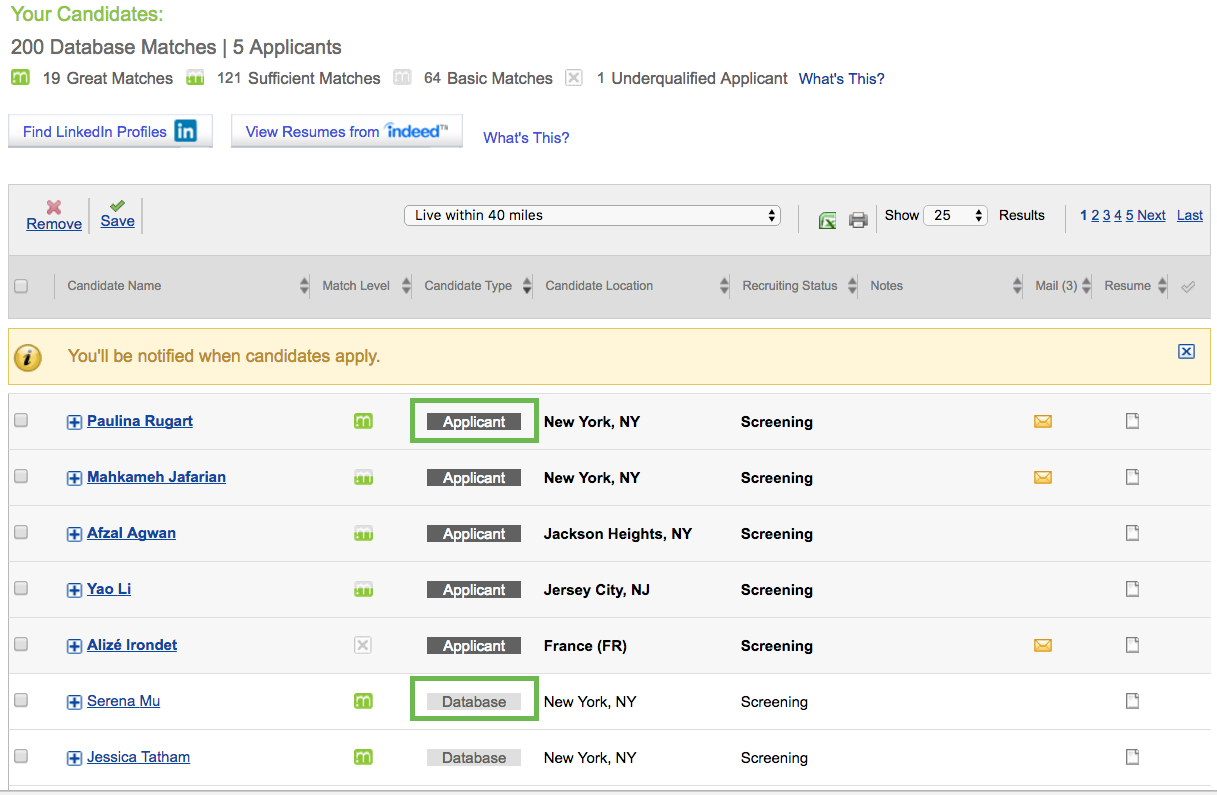 Your Candidates:
200 Database Matches | 5 Applicants
m 19 Great Matches m 121 Sufficient Matches m 64 Basic Matches 1 Underqualified Applicant What's This?
Find LinkedIn Profiles in View Resumes from indeed™ What's This?
Remove Save Live within 40 miles Show 25 Results 1 2 3 4 5 Next Last
Candidate Name Match Level Candidate Type Candidate Location Recruiting Status Notes Mail (3) Resume
You'll be notified when candidates apply.
Paulina Rugart m Applicant New York, NY Screening
Mahkameh Jafarian m Applicant New York, NY Screening
Afzal Agwan m Applicant Jackson Heights, NY Screening
Yao Li m Applicant Jersey City, NJ Screening
Alizé Irondet Applicant France (FR) Screening
Serena Mu m Database New York, NY Screening
Jessica Tatham m Database New York, NY Screening